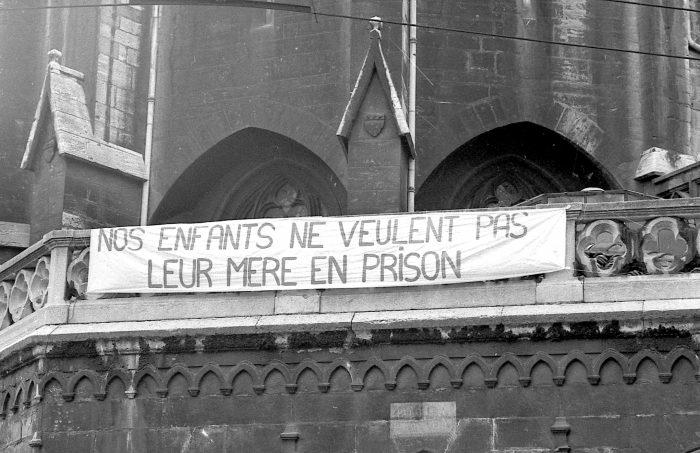 NOS ENFANTS NE VEULENT PAS
LEUR MERE EN PRISON